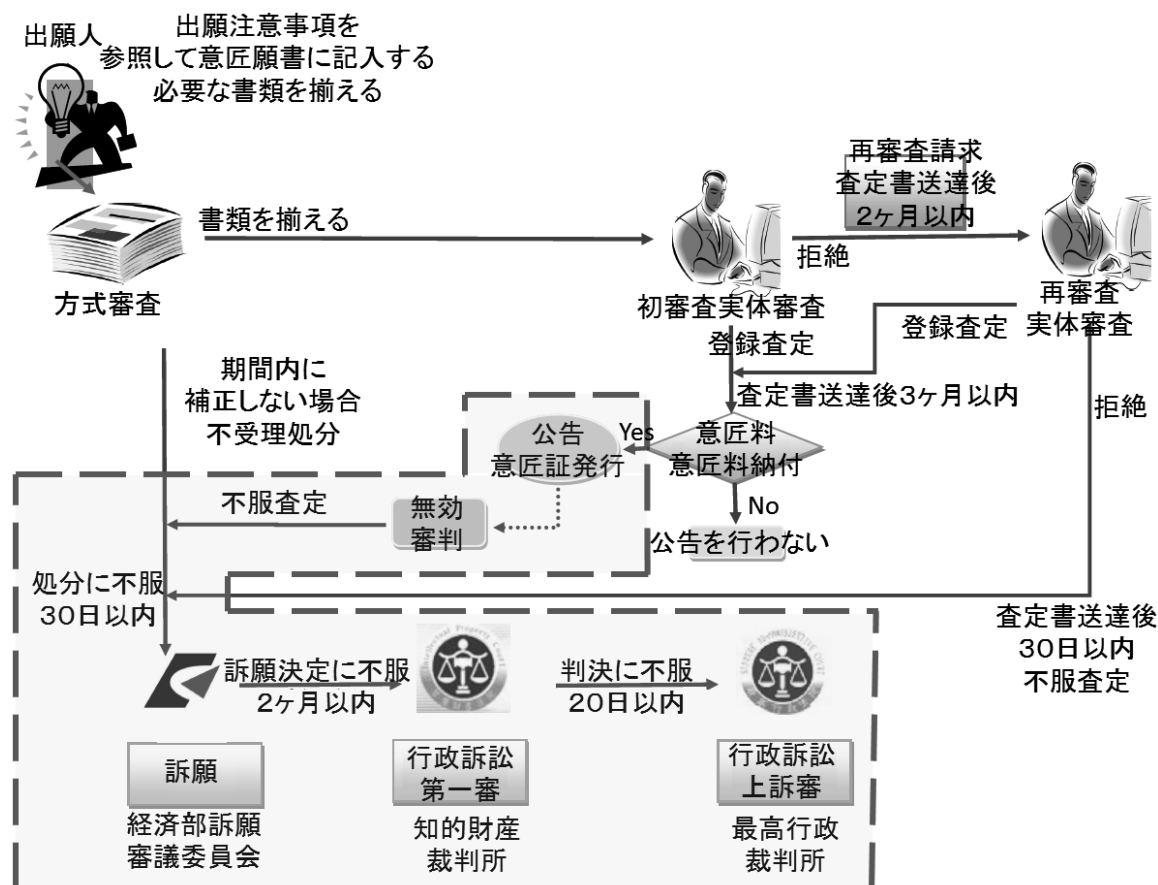 出願人
出願注意事項を
参照して意匠願書に記入する
必要な書類を揃える
書類を揃える
方式審査
初審査実体審査
再審査請求
査定書送達後
2ヶ月以内
拒絶
再審査
実体審査
登録査定
登録査定
査定書送達後3ヶ月以内
拒絶
期間内に
補正しない場合
不受理処分
公告
意匠証発行
Yes
意匠料
意匠料納付
No
公告を行わない
無効
審判
不服査定
処分に不服
30日以内
査定書送達後
30日以内
不服査定
訴願決定に不服
2ヶ月以内
判決に不服
20日以内
訴願
経済部訴願
審議委員会
行政訴訟
第一審
知的財産
裁判所
行政訴訟
上訴審
最高行政
裁判所